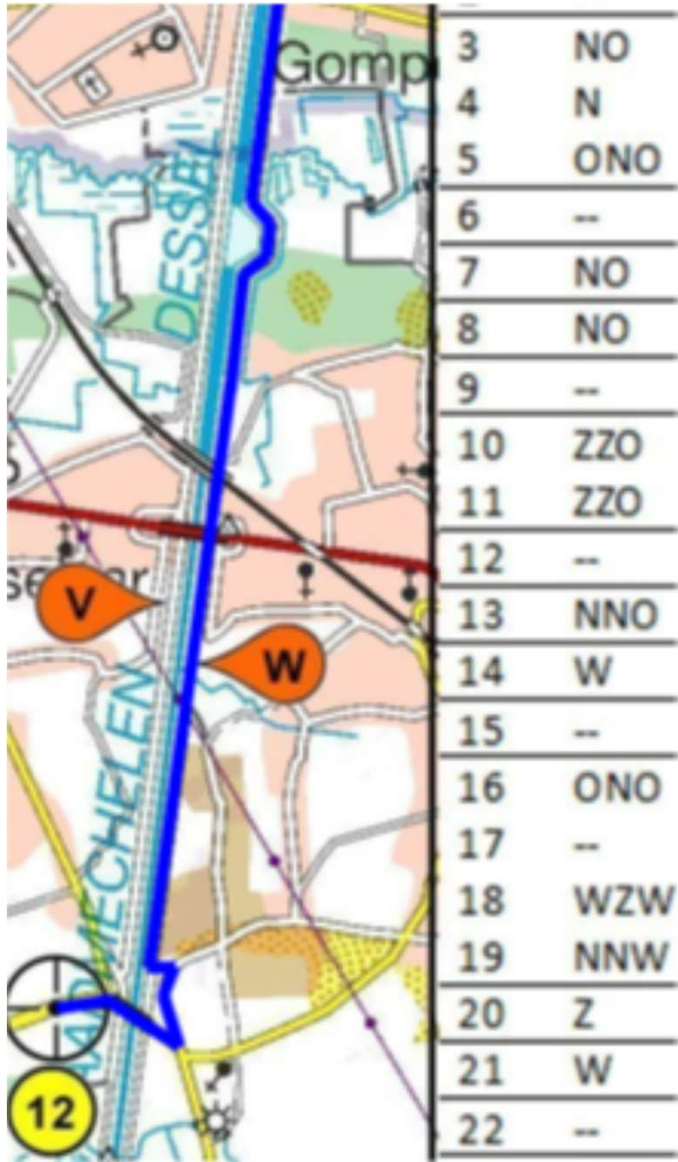 Gomp
DESSEL
V
W
MECHELEN
12
3 NO
4 N
5 ONO
6 --
7 NO
8 NO
9 --
10 ZZO
11 ZZO
12 --
13 NNO
14 W
15 --
16 ONO
17 --
18 WZW
19 NNW
20 Z
21 W
22 --